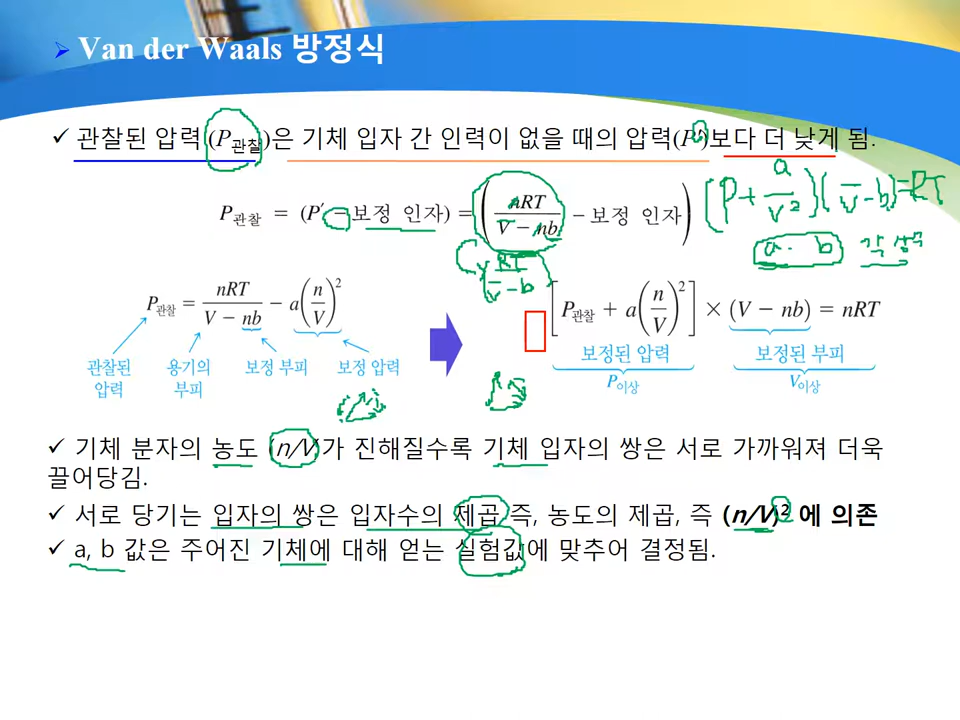 ➢ Van der Waals 방정식
✓ 관찰된 압력 (P관찰)은 기체 입자 간 인력이 없을 때의 압력(P')보다 더 낮게 됨.
P관찰 = (P' − 보정 인자) = (nRT / V − nb − 보정 인자)
(P + a / V²)(V̅ − b) = RT
a. b 각
RT / V̅ − b
P관찰 = nRT / V − nb − a(n / V)²
[P관찰 + a(n / V)²] × (V − nb) = nRT
관찰된 압력
용기의 부피
보정 부피
보정 압력
보정된 압력
보정된 부피
P이상
V이상
✓ 기체 분자의 농도 (n/V)가 진해질수록 기체 입자의 쌍은 서로 가까워져 더욱
끌어당김.
✓ 서로 당기는 입자의 쌍은 입자수의 제곱 즉, 농도의 제곱, 즉 (n/V)² 에 의존
✓ a, b 값은 주어진 기체에 대해 얻는 실험값에 맞추어 결정됨.